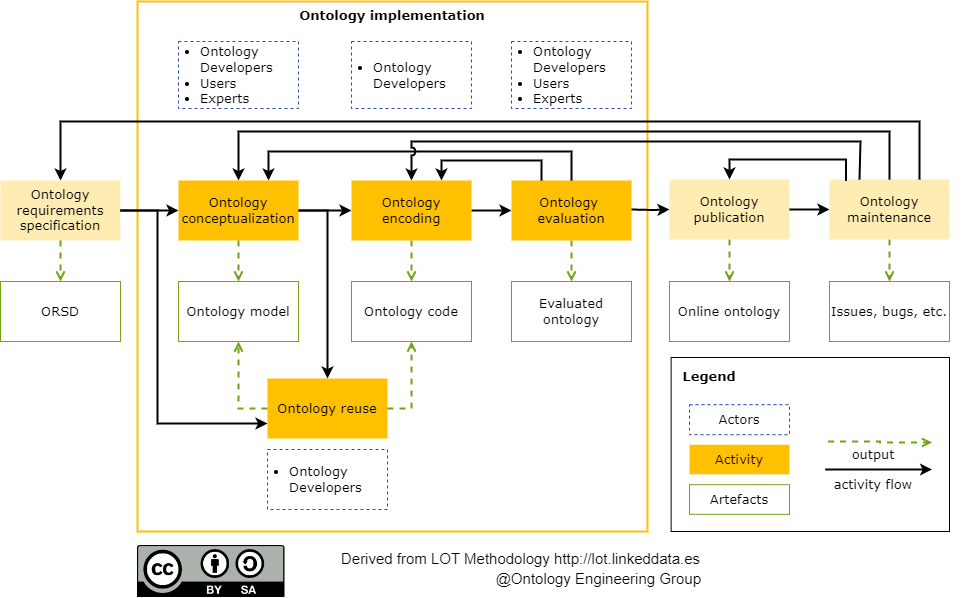 Ontology implementation
Ontology
Developers
Users
Experts
Ontology
Developers
Ontology
Developers
Users
Experts
Ontology
requirements
specification
Ontology
conceptualization
Ontology
encoding
Ontology
evaluation
Ontology
publication
Ontology
maintenance
ORSD
Ontology model
Ontology code
Evaluated
ontology
Online ontology
Issues, bugs, etc.
Ontology reuse
Ontology
Developers
Legend
Actors
Activity
Artefacts
output
activity flow
cc
BY SA
Derived from LOT Methodology http://lot.linkeddata.es
@Ontology Engineering Group